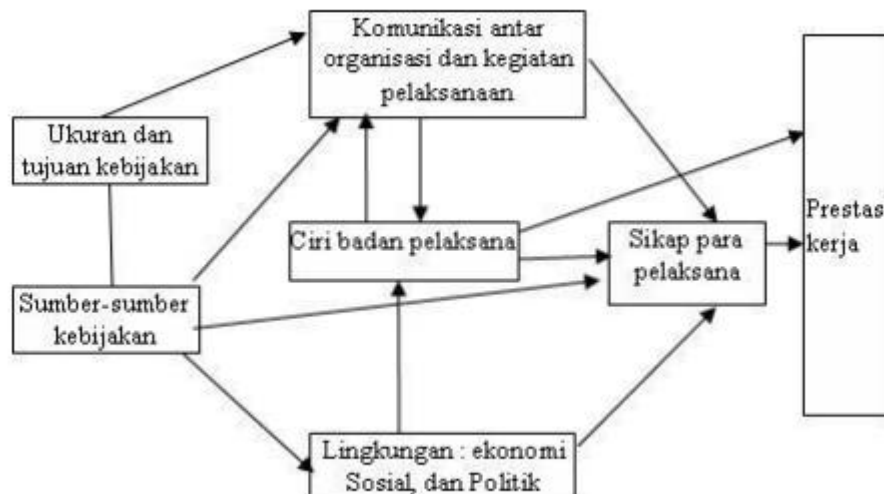 Komunikasi antar
organisasi dan kegiatan
pelaksanaan
Ukuran dan
tujuan kebijakan
Ciri badan pelaksana
Sikap para
pelaksana
Prestasi
kerja
Sumber-sumber
kebijakan
Lingkungan : ekonomi
Sosial, dan Politik